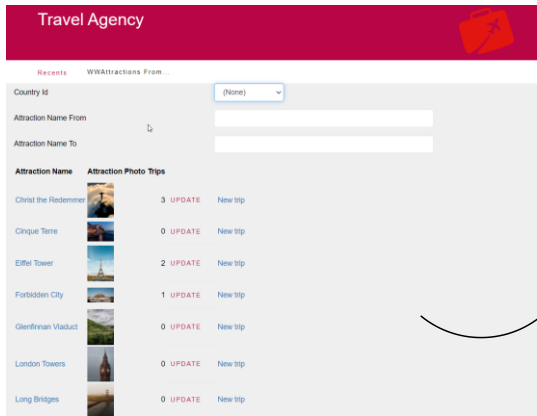 Travel Agency
Recents WWAttractions From...
Country Id (None)
Attraction Name From
Attraction Name To
Attraction Name Attraction Photo Trips
Christ the Redemmer 3 UPDATE New trip
Cinque Terre 0 UPDATE New trip
Eiffel Tower 2 UPDATE New trip
Forbidden City 1 UPDATE New trip
Glenfinnan Viaduct 0 UPDATE New trip
London Towers 0 UPDATE New trip
Long Bridges 0 UPDATE New trip